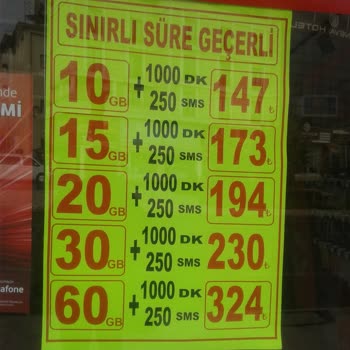 SINIRLI SÜRE GEÇERLİ
10 GB + 1000 DK 250 SMS 147 ₺
15 GB + 1000 DK 250 SMS 173 ₺
20 GB + 1000 DK 250 SMS 194 ₺
30 GB + 1000 DK 250 SMS 230 ₺
60 GB + 1000 DK 250 SMS 324 ₺